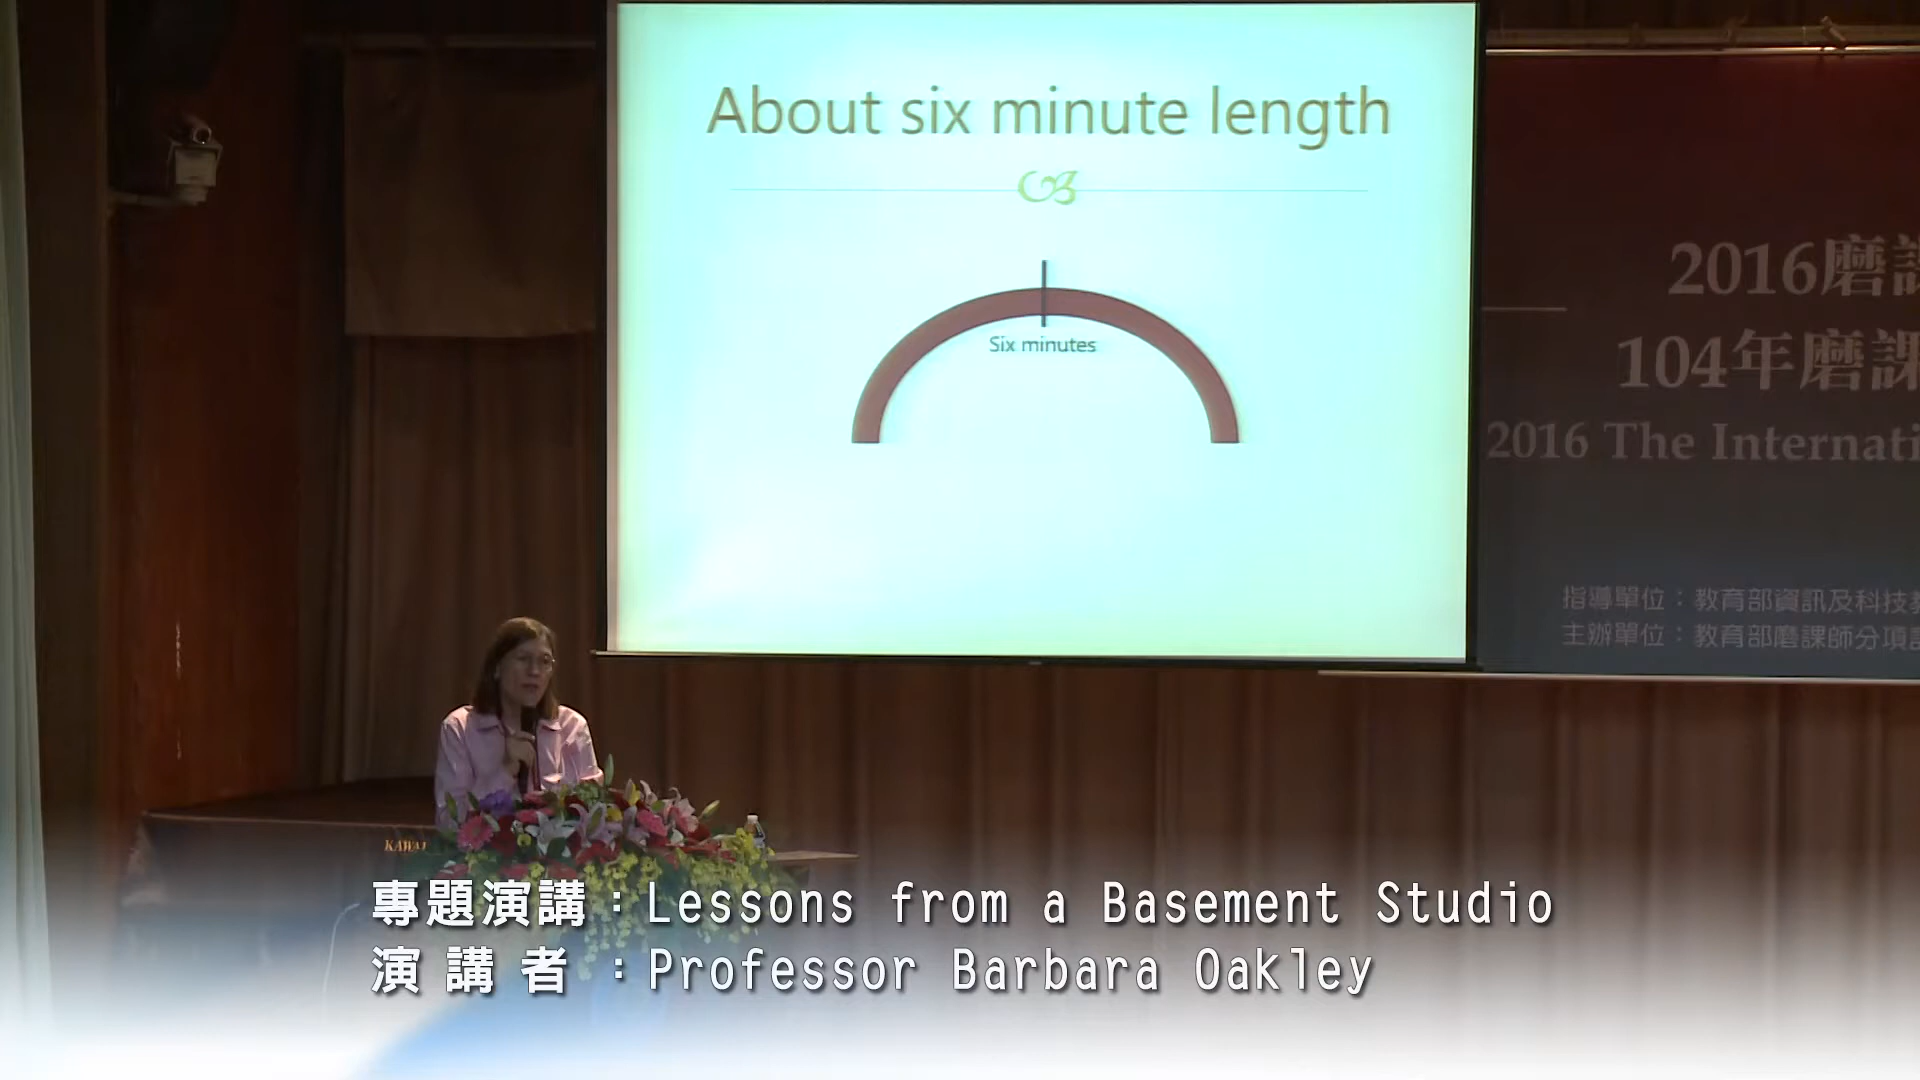 About six minute length
Six minutes
2016磨課
104年磨課
2016 The Internati
指導單位：教育部資訊及科技教
主辦單位：教育部磨課師分項計
KAWAI
專題演講：Lessons from a Basement Studio
演講者：Professor Barbara Oakley